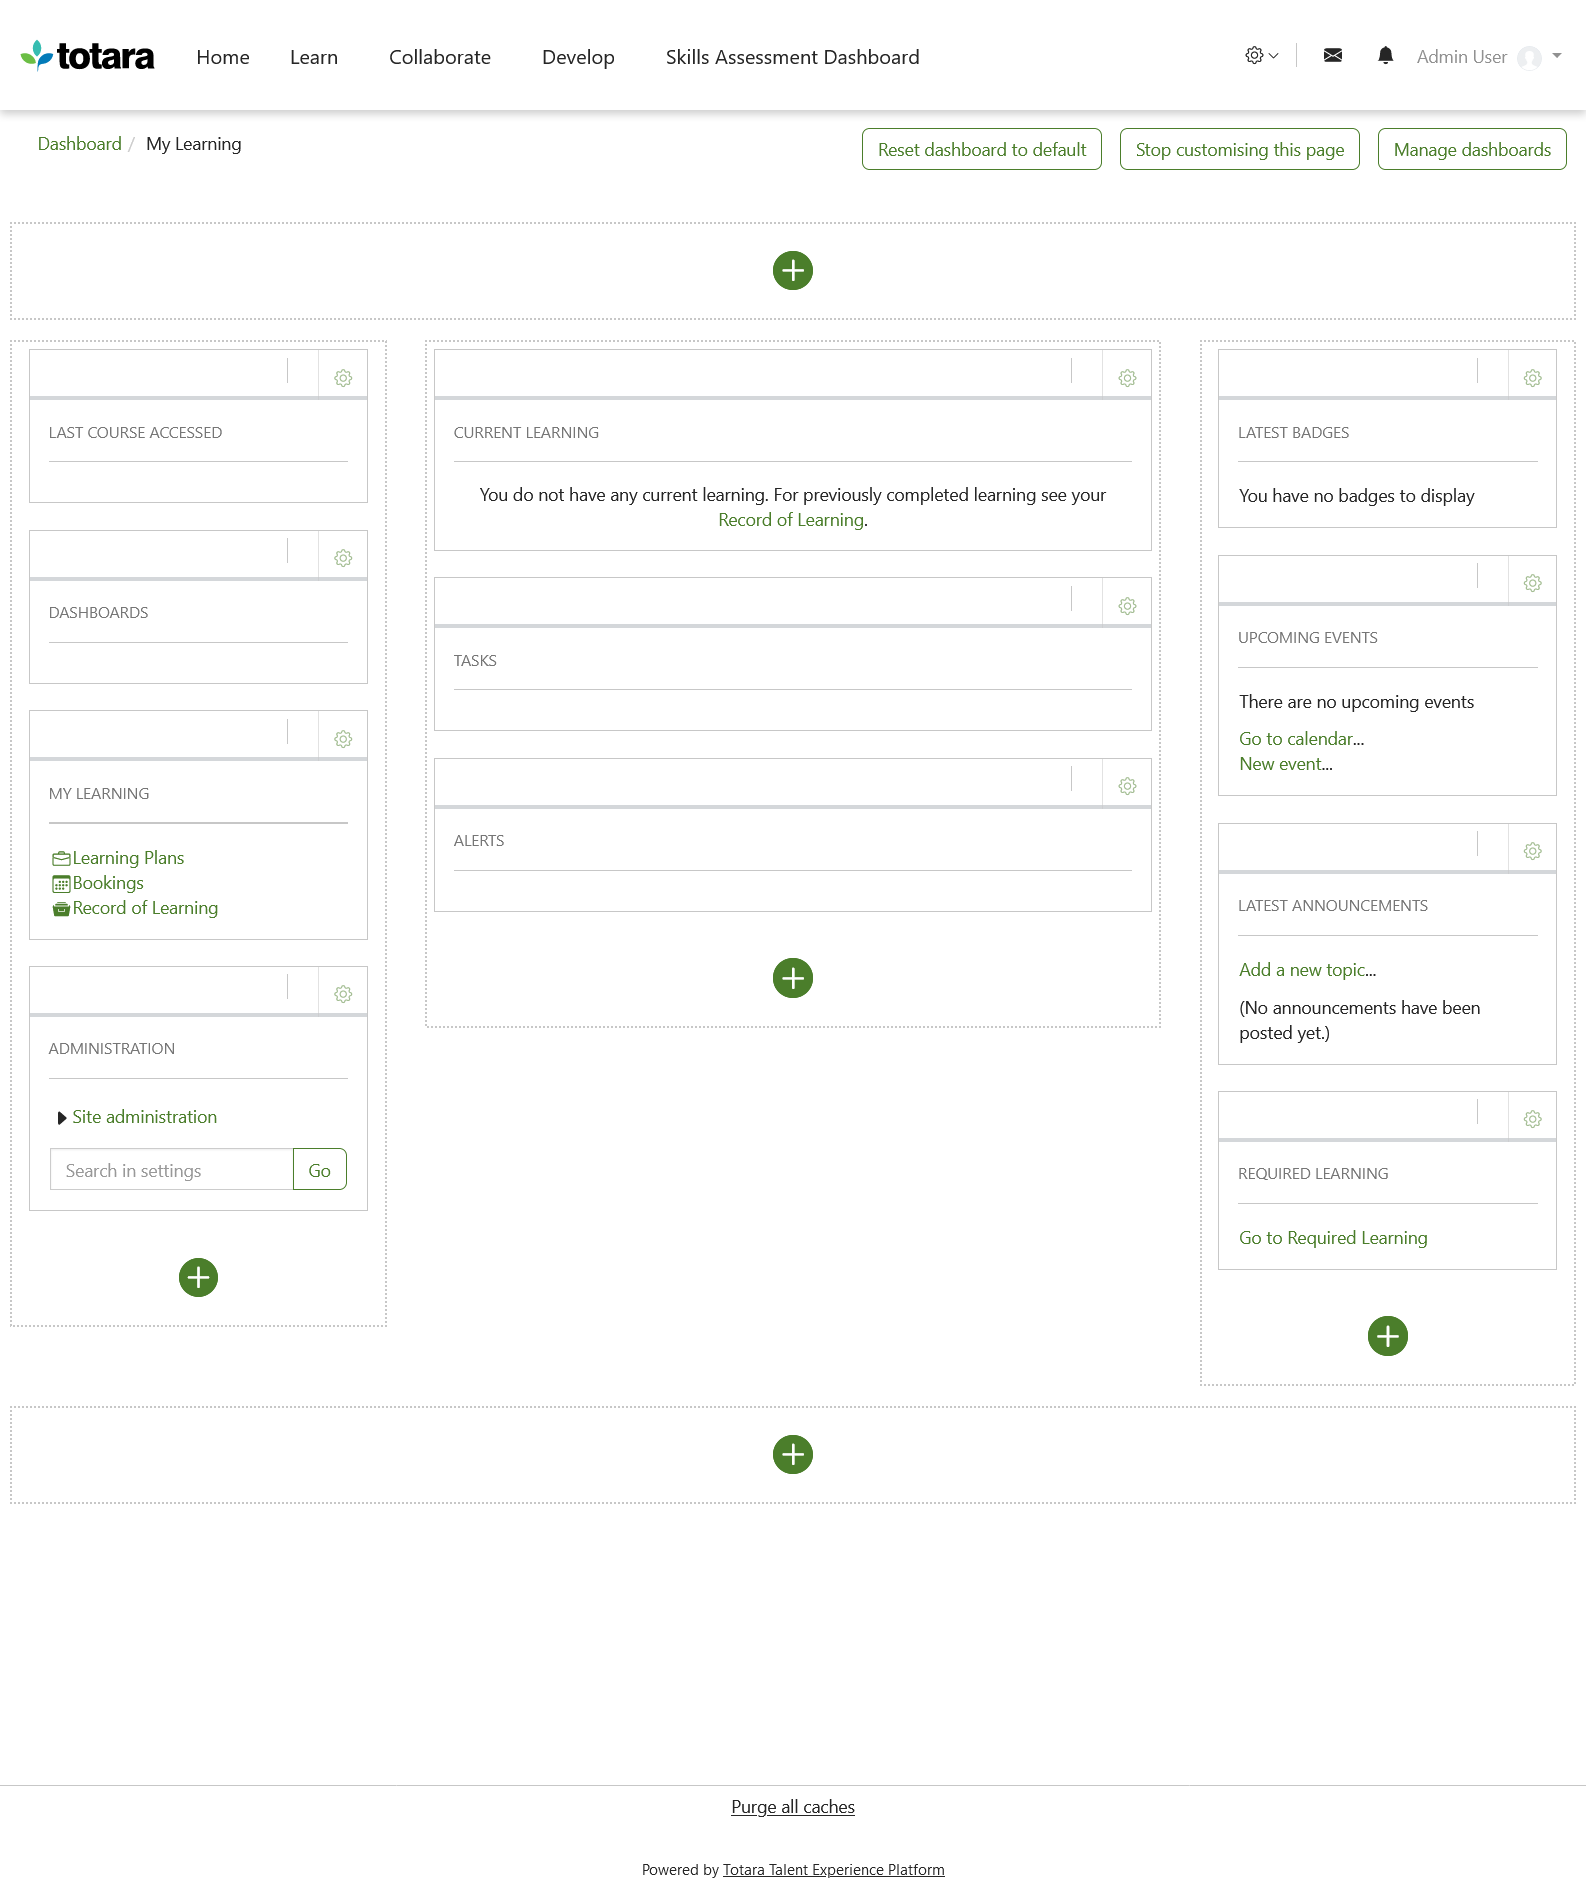 totara
Home
Learn
Collaborate
Develop
Skills Assessment Dashboard
Admin User
Dashboard / My Learning
Reset dashboard to default
Stop customising this page
Manage dashboards
LAST COURSE ACCESSED
DASHBOARDS
MY LEARNING
Learning Plans
Bookings
Record of Learning
ADMINISTRATION
Site administration
Search in settings
Go
CURRENT LEARNING
You do not have any current learning. For previously completed learning see your
Record of Learning.
TASKS
ALERTS
LATEST BADGES
You have no badges to display
UPCOMING EVENTS
There are no upcoming events
Go to calendar...
New event...
LATEST ANNOUNCEMENTS
Add a new topic...
(No announcements have been
posted yet.)
REQUIRED LEARNING
Go to Required Learning
Purge all caches
Powered by Totara Talent Experience Platform